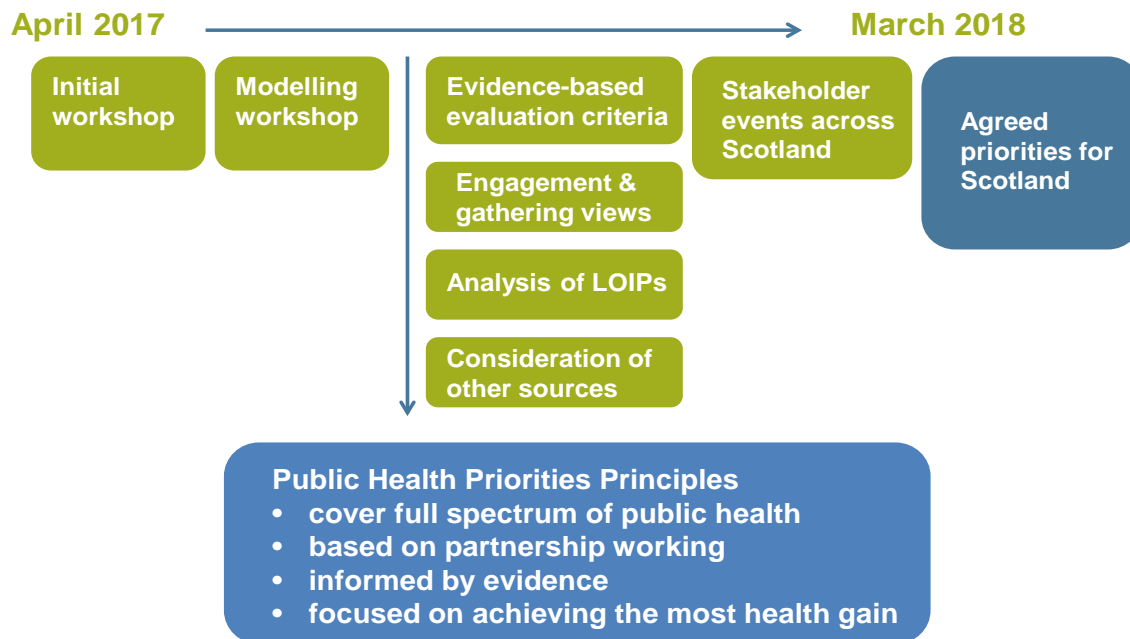 April 2017
March 2018
Initial
workshop
Modelling
workshop
Evidence-based
evaluation criteria
Engagement &
gathering views
Analysis of LOIPs
Consideration of
other sources
Stakeholder
events across
Scotland
Agreed
priorities for
Scotland
Public Health Priorities Principles
• cover full spectrum of public health
• based on partnership working
• informed by evidence
• focused on achieving the most health gain